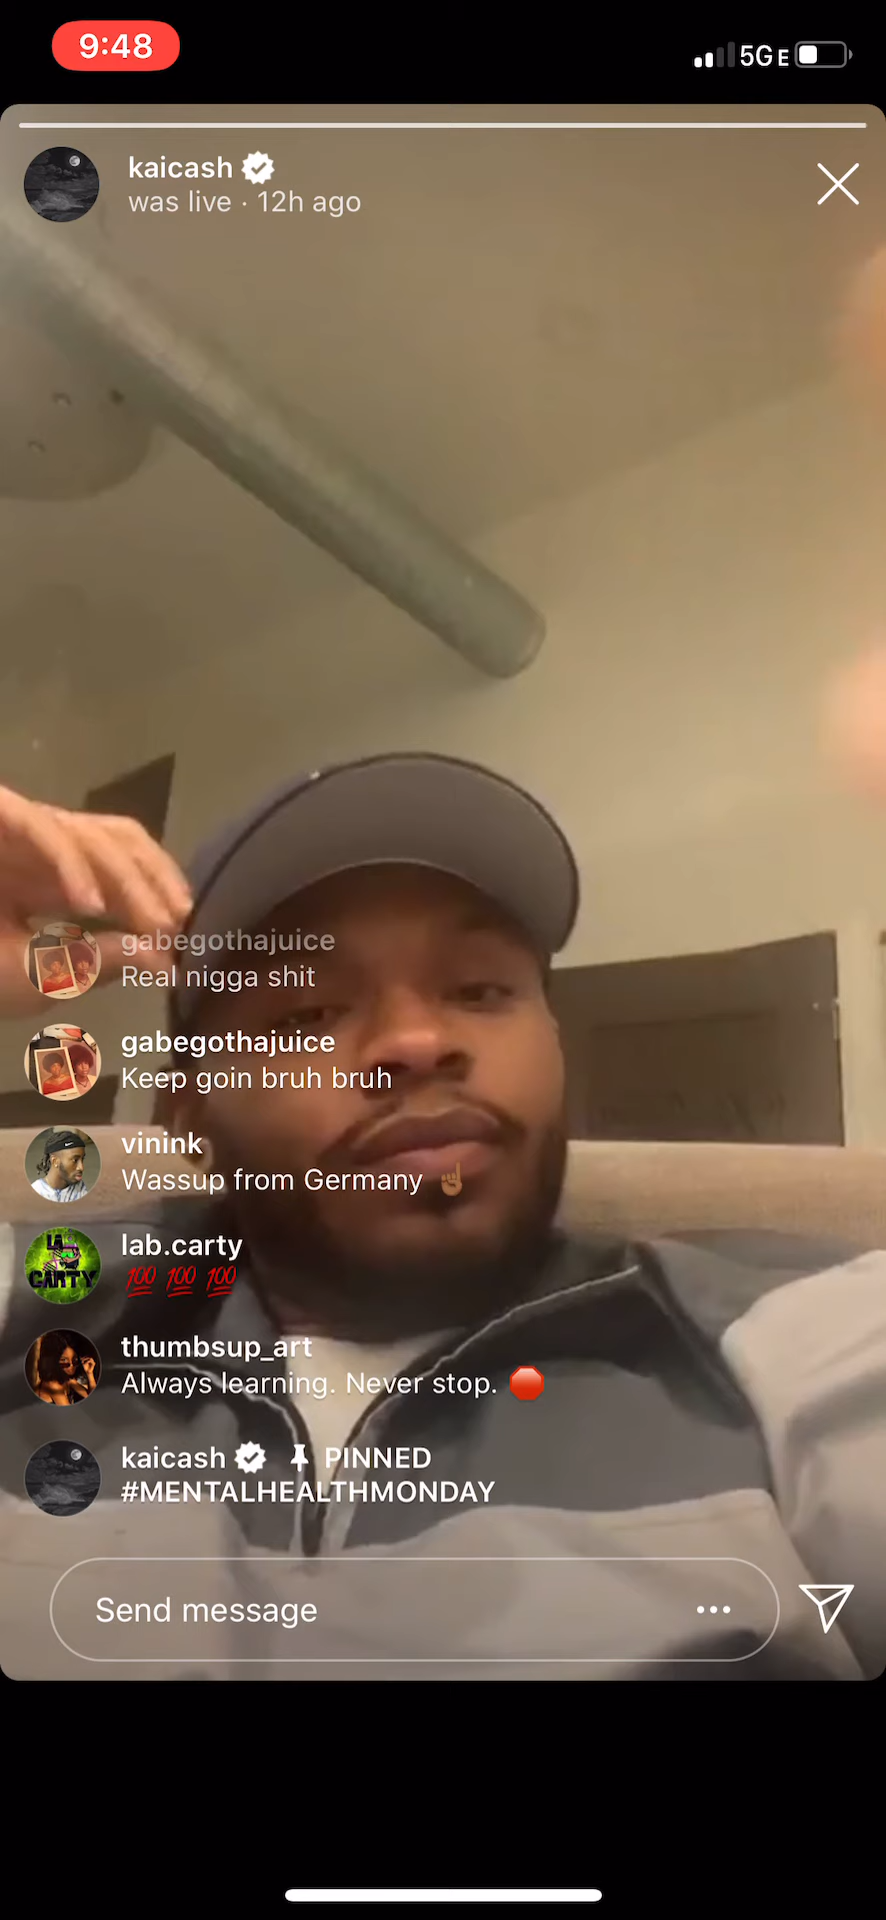 9:48
5GE
kaicash
was live · 12h ago
gabegothajuice
Real nigga shit
gabegothajuice
Keep goin bruh bruh
vinink
Wassup from Germany ☝🏾
LA
CARTY
lab.carty
💯 💯 💯
thumbsup_art
Always learning. Never stop. 🛑
kaicash PINNED
#MENTALHEALTHMONDAY
Send message